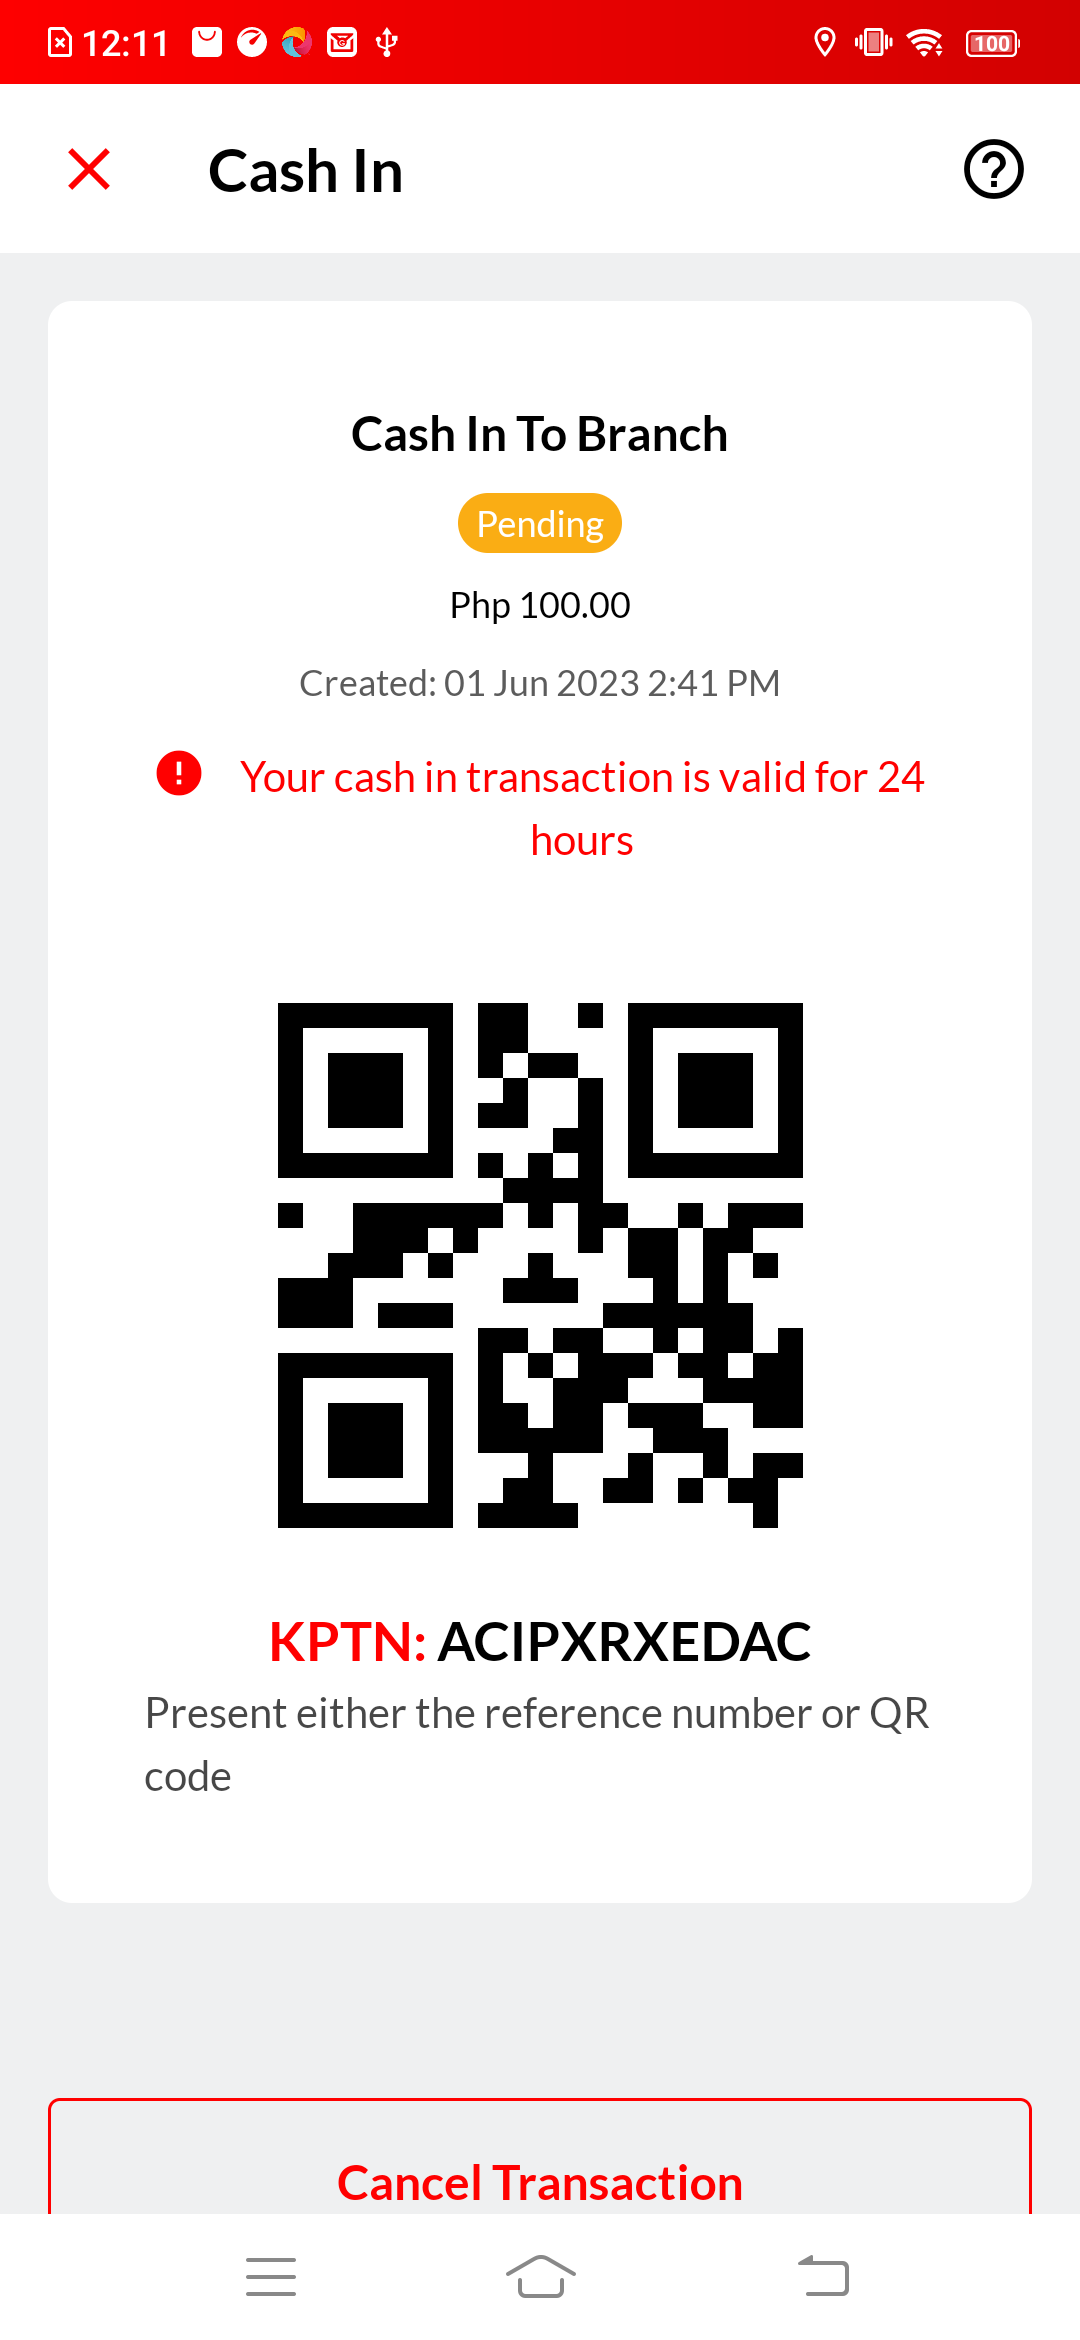 12:11
100
Cash In
Cash In To Branch
Pending
Php 100.00
Created: 01 Jun 2023 2:41 PM
Your cash in transaction is valid for 24
hours
KPTN: ACIPXRXEDAC
Present either the reference number or QR
code
Cancel Transaction